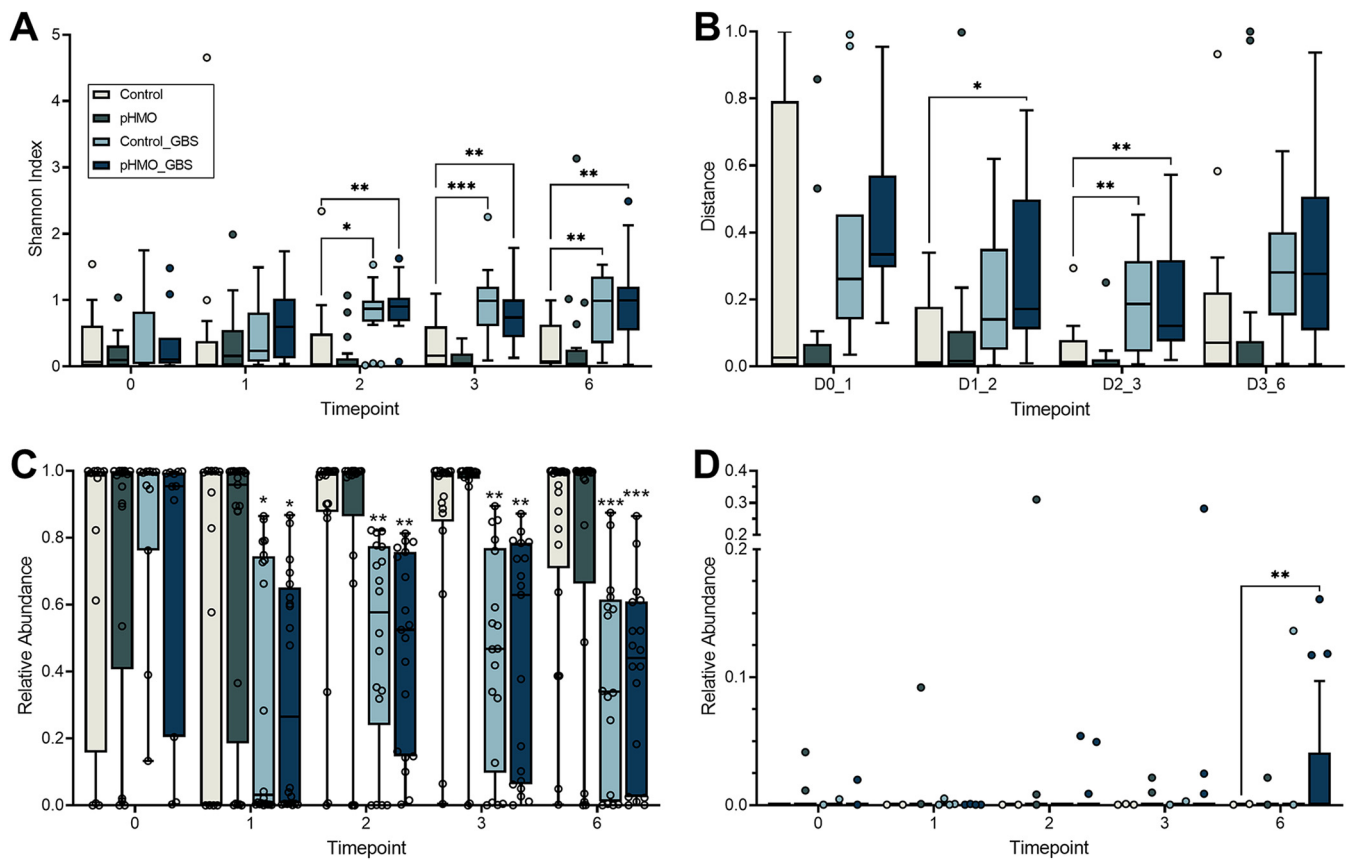 A
Shannon Index
5
4
3
2
1
0
Control
pHMO
Control_GBS
pHMO_GBS
*
**
***
**
**
**
0 1 2 3 6
Timepoint
B
Distance
1.0
0.8
0.6
0.4
0.2
0.0
*
**
**
D0_1 D1_2 D2_3 D3_6
Timepoint
C
Relative Abundance
1.0
0.8
0.6
0.4
0.2
0.0
* *
** **
** **
*** ***
0 1 2 3 6
Timepoint
D
Relative Abundance
0.4
0.3
0.2
0.2
0.1
0.0
**
0 1 2 3 6
Timepoint